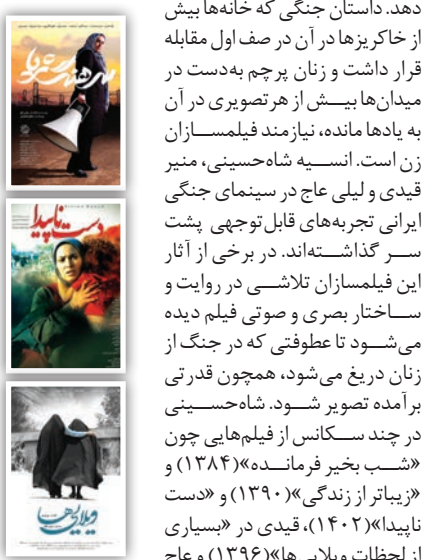 دهد. داستان جنگی که خانه‌ها بیش
از خاکریزها در آن در صف اول مقابله
قرار داشت و زنان پرچم به‌دست در
میدان‌ها بیش از هر تصویری در آن
به یادها مانده، نیازمند فیلمسازان
زن است. انسیه شاه‌حسینی، منیر
قیدی و لیلی عاج در سینمای جنگی
ایرانی تجربه‌های قابل توجهی پشت
سر گذاشته‌اند. در برخی از آثار
این فیلمسازان تلاشی در روایت و
ساختار بصری و صوتی فیلم دیده
می‌شود تا عطوفتی که در جنگ از
زنان دریغ می‌شود، همچون قدرتی
برآمده تصویر شود. شاه‌حسینی
در چند سکانس از فیلم‌هایی چون
«شب بخیر فرمانده»(۱۳۸۴) و
«زیباتر از زندگی»(۱۳۹۰) و «دست
ناپیدا»(۱۴۰۲)، قیدی در «بسیاری
از لحظات ویلایی‌ها»(۱۳۹۶) و عاج
سرهنگ ثریا
دست ناپیدا
ویلایی‌ها